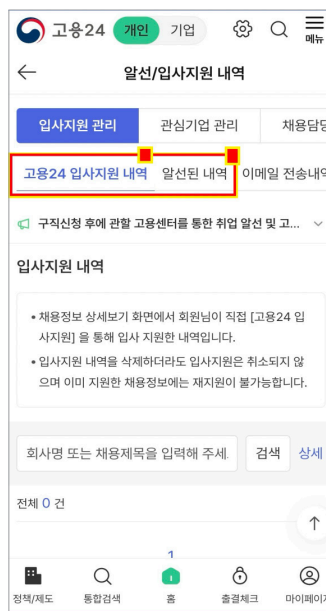 고용24 개인 기업
메뉴
알선/입사지원 내역
입사지원 관리 관심기업 관리 채용담당
고용24 입사지원 내역 알선된 내역 이메일 전송내역
구직신청 후에 관할 고용센터를 통한 취업 알선 및 고...
입사지원 내역
• 채용정보 상세보기 화면에서 회원님이 직접 [고용24 입
사지원] 을 통해 입사 지원한 내역입니다.
• 입사지원 내역을 삭제하더라도 입사지원은 취소되지 않
으며 이미 지원한 채용정보에는 재지원이 불가능합니다.
회사명 또는 채용제목을 입력해 주세. 검색 상세
전체 0 건
1
정책/제도 통합검색 홈 출결체크 마이페이지